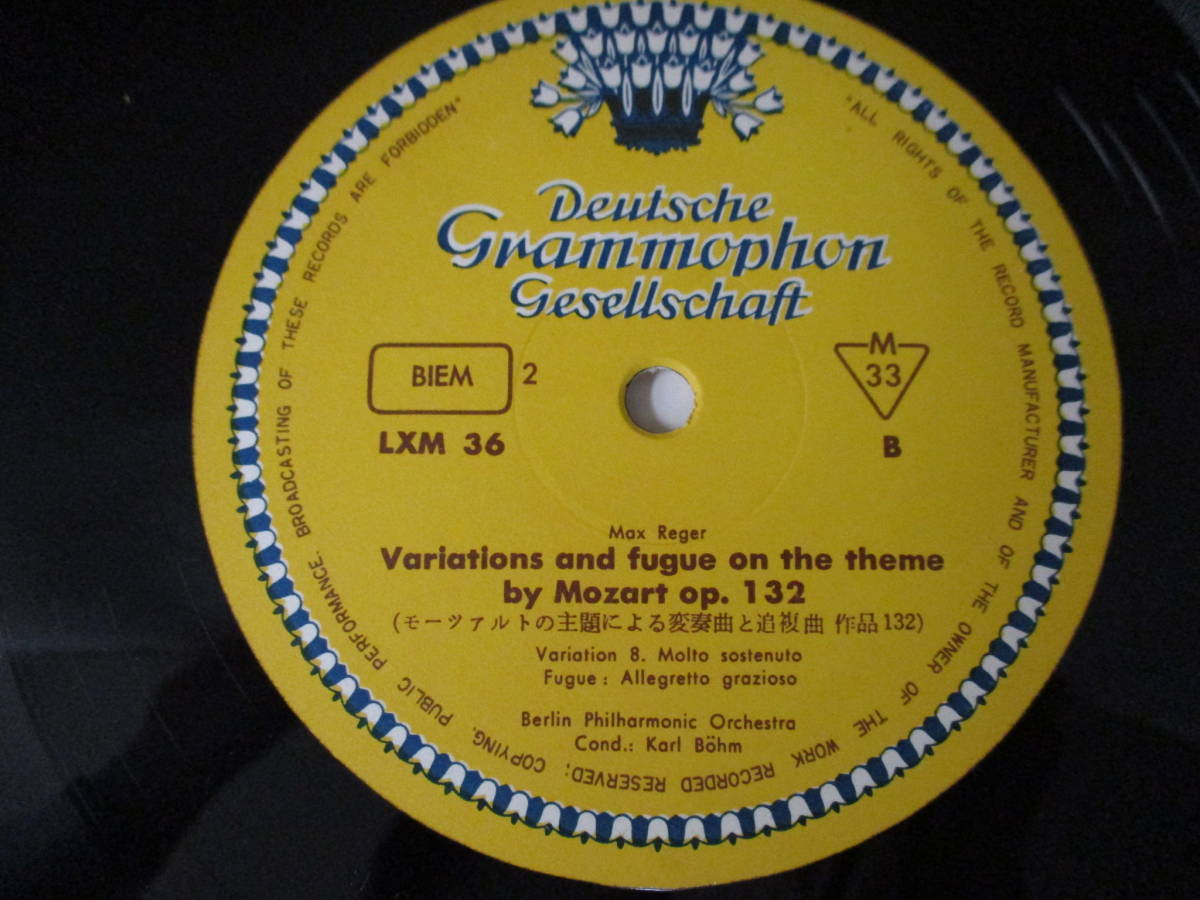 Deutsche
Grammophon
Gesellschaft
BIEM 2
LXM 36
M
33
B
Max Reger
Variations and fugue on the theme
by Mozart op. 132
(モーツァルトの主題による変奏曲と追複曲 作品132)
Variation 8. Molto sostenuto
Fugue: Allegretto grazioso
Berlin Philharmonic Orchestra
Cond.: Karl Böhm
"ALL RIGHTS OF THE RECORD MANUFACTURER AND OF THE OWNER OF THE WORK RECORDED RESERVED; COPYING, PUBLIC PERFORMANCE, BROADCASTING OF THESE RECORDS ARE FORBIDDEN"